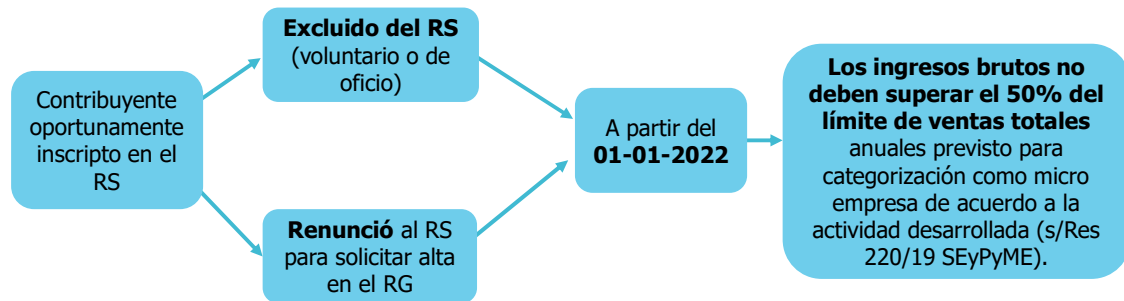 Contribuyente
oportunamente
inscripto en el
RS
Excluido del RS
(voluntario o de
oficio)
Renunció al RS
para solicitar alta
en el RG
A partir del
01-01-2022
Los ingresos brutos no
deben superar el 50% del
límite de ventas totales
anuales previsto para
categorización como micro
empresa de acuerdo a la
actividad desarrollada (s/Res
220/19 SEyPyME).